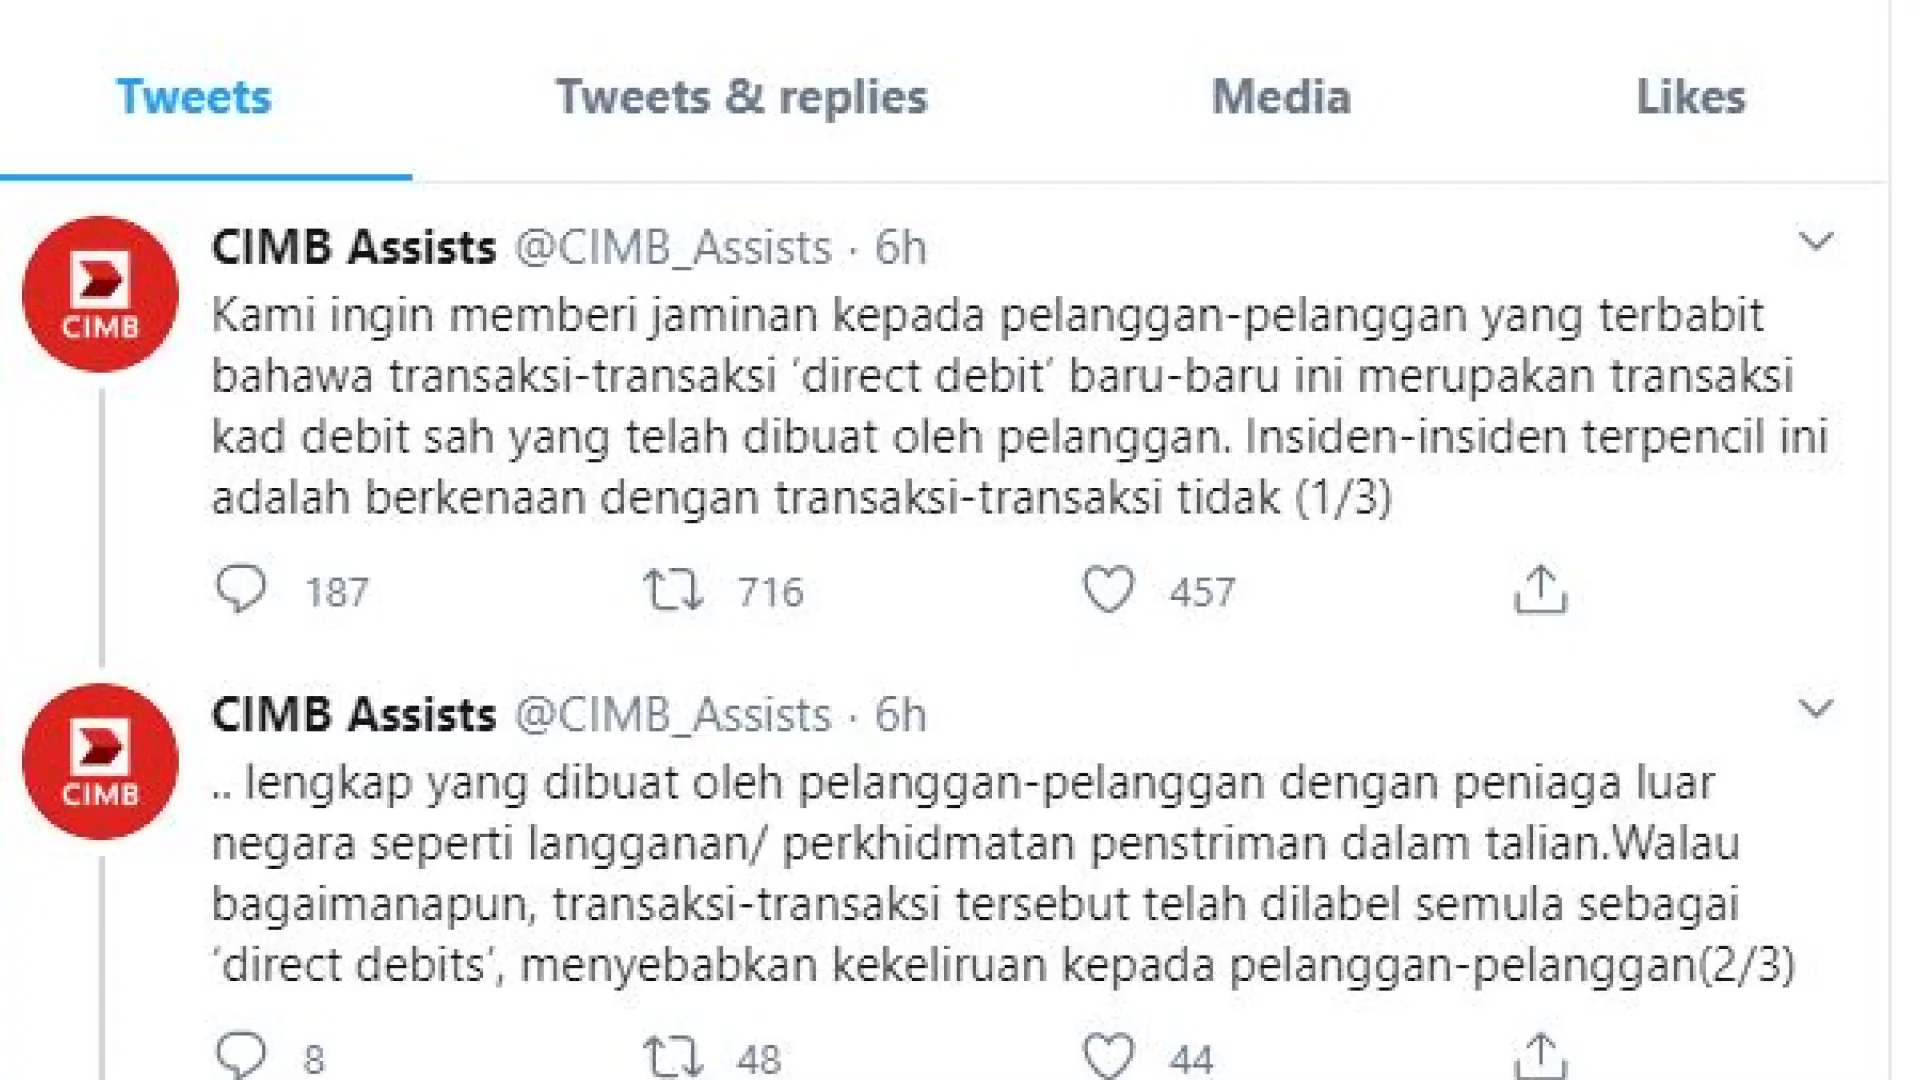 Tweets Tweets & replies Media Likes
CIMB Assists @CIMB_Assists · 6h
CIMB
Kami ingin memberi jaminan kepada pelanggan-pelanggan yang terbabit
bahawa transaksi-transaksi ‘direct debit’ baru-baru ini merupakan transaksi
kad debit sah yang telah dibuat oleh pelanggan. Insiden-insiden terpencil ini
adalah berkenaan dengan transaksi-transaksi tidak (1/3)
187 716 457
CIMB Assists @CIMB_Assists · 6h
CIMB
.. lengkap yang dibuat oleh pelanggan-pelanggan dengan peniaga luar
negara seperti langganan/ perkhidmatan penstriman dalam talian.Walau
bagaimanapun, transaksi-transaksi tersebut telah dilabel semula sebagai
‘direct debits’, menyebabkan kekeliruan kepada pelanggan-pelanggan(2/3)
8 48 44